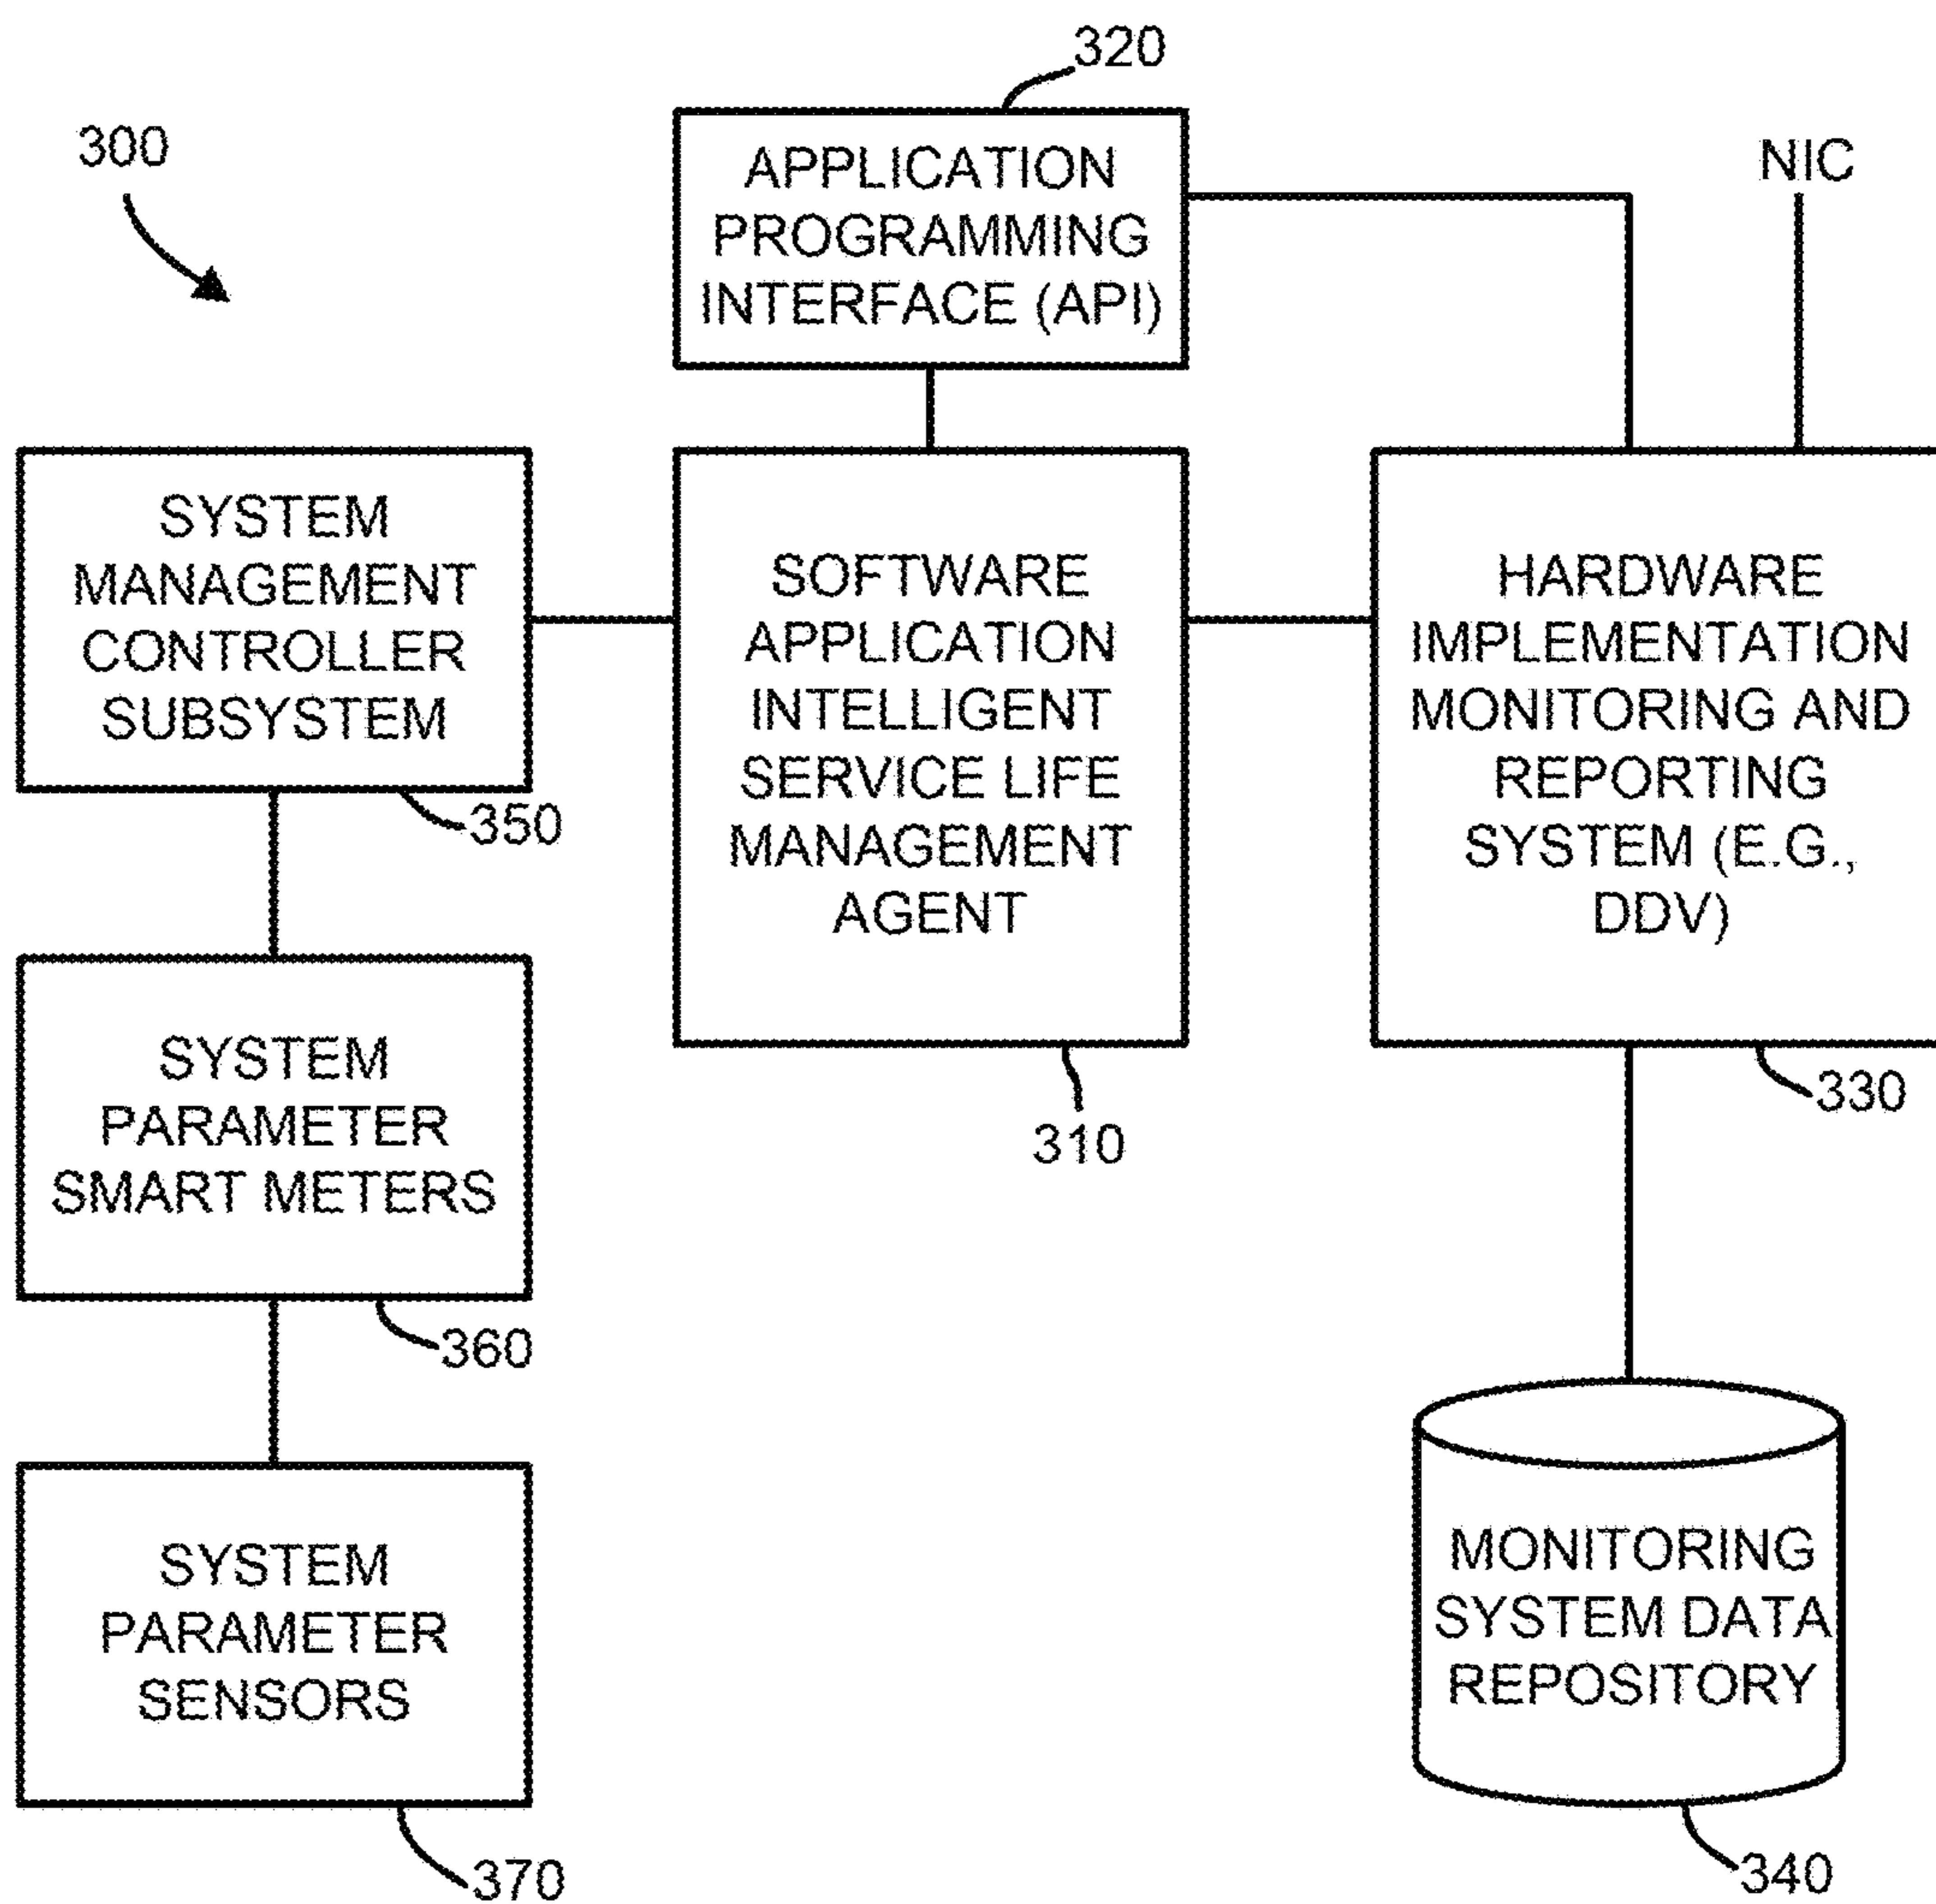 320
300
APPLICATION
PROGRAMMING
INTERFACE (API)
NIC
SYSTEM
MANAGEMENT
CONTROLLER
SUBSYSTEM
350
SOFTWARE
APPLICATION
INTELLIGENT
SERVICE LIFE
MANAGEMENT
AGENT
310
HARDWARE
IMPLEMENTATION
MONITORING AND
REPORTING
SYSTEM (E.G.,
DDV)
330
SYSTEM
PARAMETER
SMART METERS
360
SYSTEM
PARAMETER
SENSORS
370
MONITORING
SYSTEM DATA
REPOSITORY
340